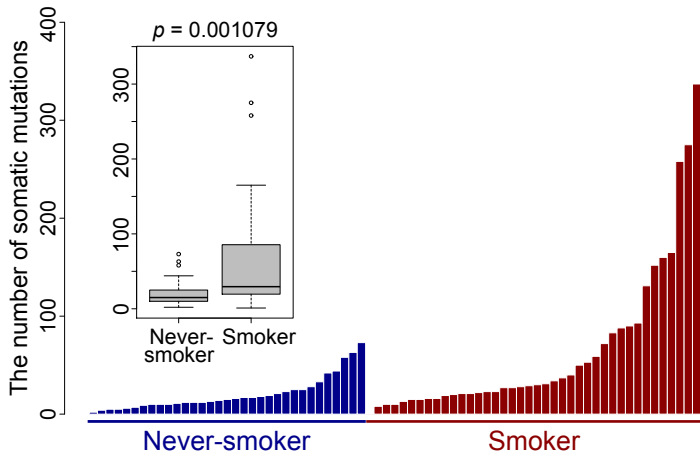 p = 0.001079
The number of somatic mutations
400
300
200
100
0
300
200
100
0
Never-
smoker
Smoker
Never-smoker
Smoker